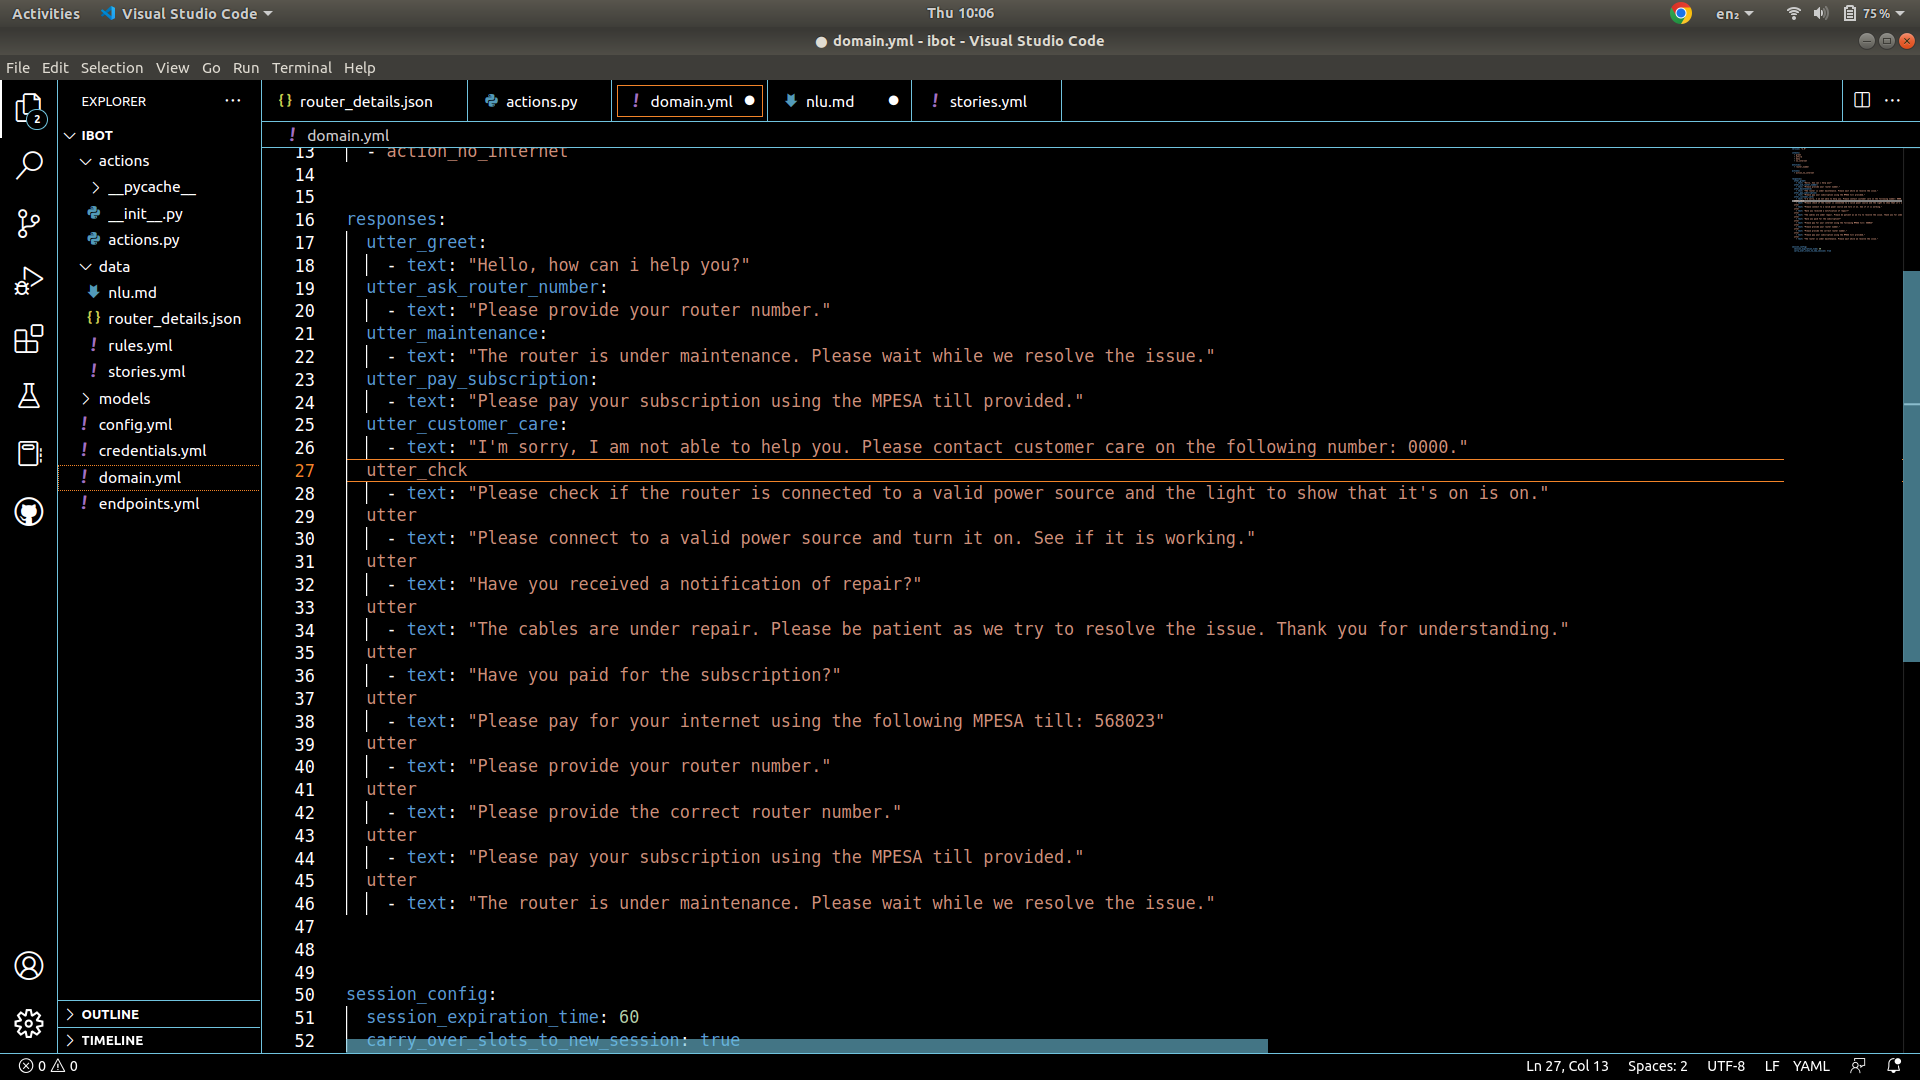 Activities Visual Studio Code Thu 10:06 en₂ 75 %
● domain.yml - ibot - Visual Studio Code
File Edit Selection View Go Run Terminal Help
EXPLORER ··· {} router_details.json actions.py ! domain.yml ● nlu.md ● ! stories.yml ···
2
IBOT
actions
__pycache__
__init__.py
actions.py
data
nlu.md
{} router_details.json
! rules.yml
! stories.yml
models
! config.yml
! credentials.yml
! domain.yml
! endpoints.yml
OUTLINE
TIMELINE
! domain.yml
13     - action_no_internet
14
15
16 responses:
17   utter_greet:
18     - text: "Hello, how can i help you?"
19   utter_ask_router_number:
20     - text: "Please provide your router number."
21   utter_maintenance:
22     - text: "The router is under maintenance. Please wait while we resolve the issue."
23   utter_pay_subscription:
24     - text: "Please pay your subscription using the MPESA till provided."
25   utter_customer_care:
26     - text: "I'm sorry, I am not able to help you. Please contact customer care on the following number: 0000."
27   utter_chck
28     - text: "Please check if the router is connected to a valid power source and the light to show that it's on is on."
29   utter
30     - text: "Please connect to a valid power source and turn it on. See if it is working."
31   utter
32     - text: "Have you received a notification of repair?"
33   utter
34     - text: "The cables are under repair. Please be patient as we try to resolve the issue. Thank you for understanding."
35   utter
36     - text: "Have you paid for the subscription?"
37   utter
38     - text: "Please pay for your internet using the following MPESA till: 568023"
39   utter
40     - text: "Please provide your router number."
41   utter
42     - text: "Please provide the correct router number."
43   utter
44     - text: "Please pay your subscription using the MPESA till provided."
45   utter
46     - text: "The router is under maintenance. Please wait while we resolve the issue."
47
48
49
50 session_config:
51   session_expiration_time: 60
52   carry_over_slots_to_new_session: true
0 0 Ln 27, Col 13 Spaces: 2 UTF-8 LF YAML